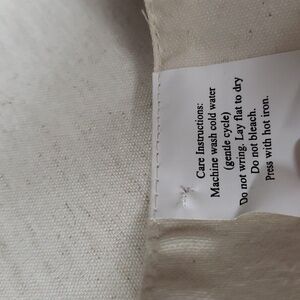 Care Instructions:
Machine wash cold water
(gentle cycle)
Do not wring. Lay flat to dry
Do not bleach.
Press with hot iron.